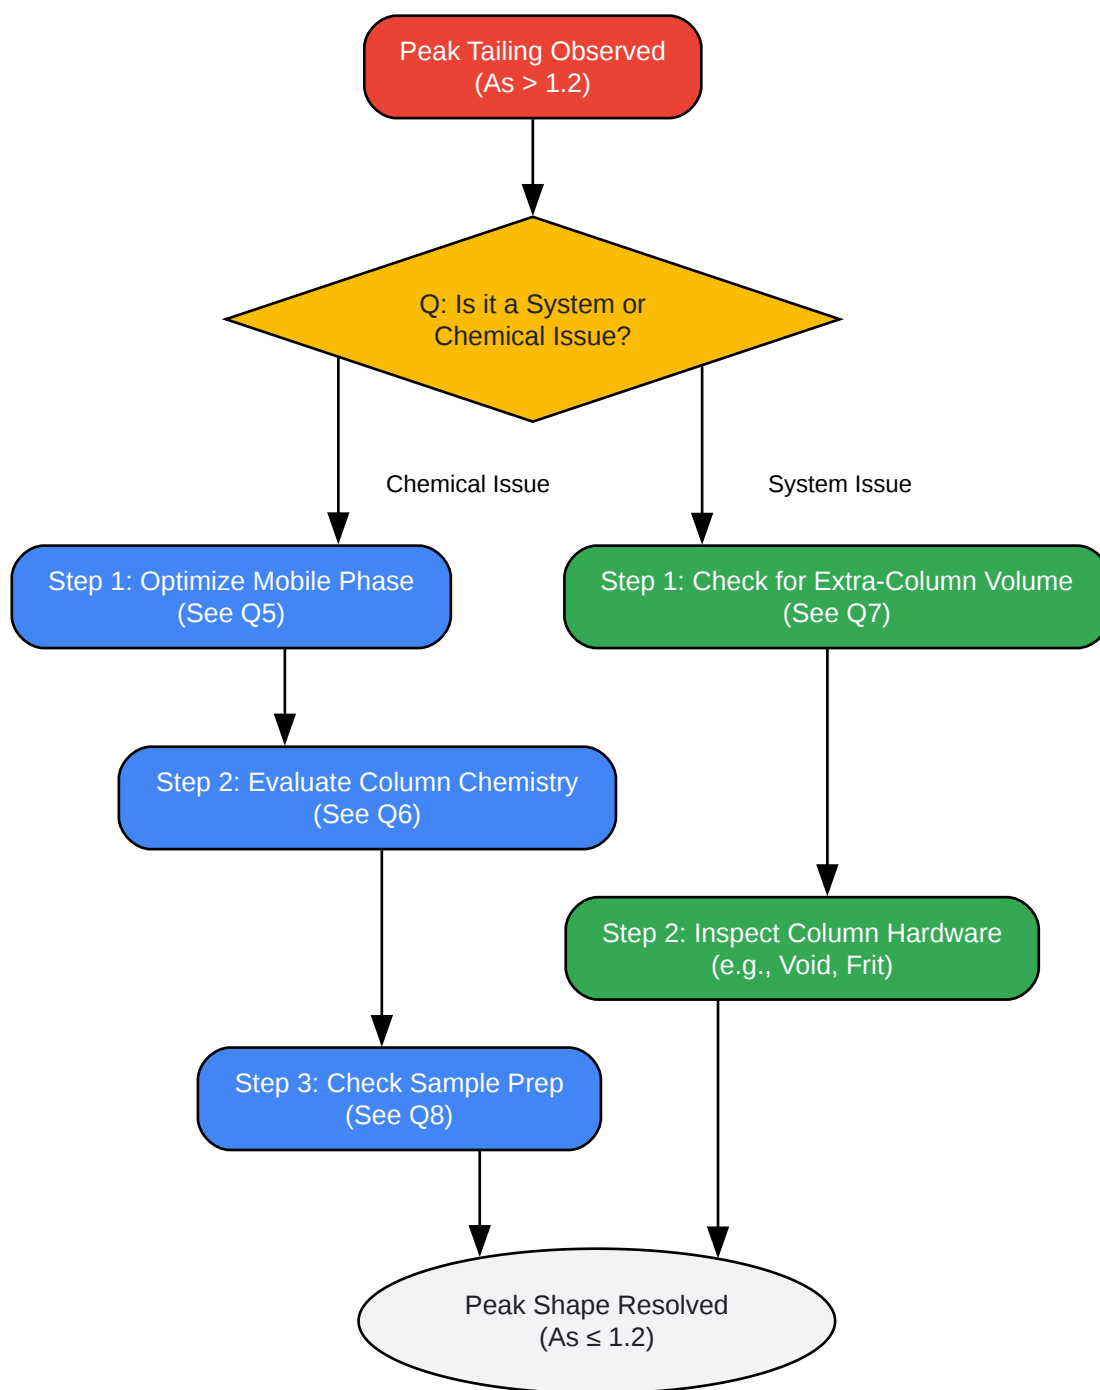 Peak Tailing Observed
(As > 1.2)
Q: Is it a System or
Chemical Issue?
Chemical Issue
System Issue
Step 1: Optimize Mobile Phase
(See Q5)
Step 1: Check for Extra-Column Volume
(See Q7)
Step 2: Evaluate Column Chemistry
(See Q6)
Step 2: Inspect Column Hardware
(e.g., Void, Frit)
Step 3: Check Sample Prep
(See Q8)
Peak Shape Resolved
(As ≤ 1.2)